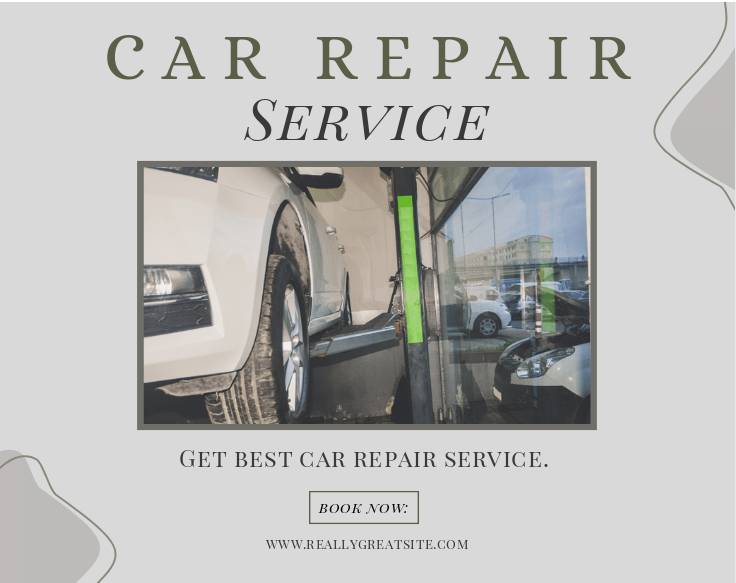 CAR REPAIR
SERVICE
GET BEST CAR REPAIR SERVICE.
BOOK NOW:
WWW.REALLYGREATSITE.COM